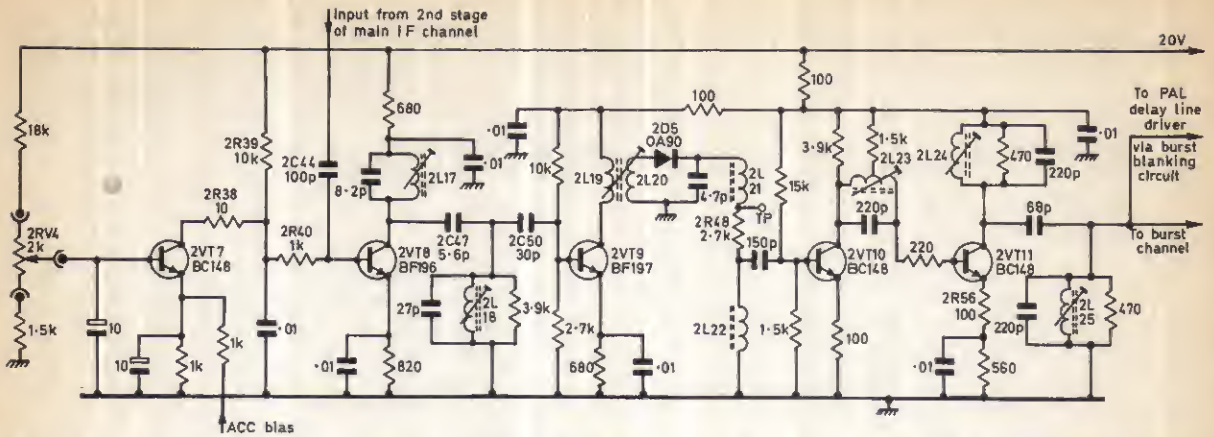 Input from 2nd stage
of main IF channel
20V
100
680
To PAL
delay line
driver
via burst
blanking
circuit
18k
2R39
10k
2C44
100p
8·2p
2L17
·01
·01
10k
100
2L19
2D5
OA90
2L20
4·7p
2L
21
TP
15k
3·9k
1·5k
2L23
220p
2L24
470
220p
·01
2R38
10
2RV4
2k
2VT7
BC148
2R40
1k
2VT8
BF196
2C47
5·6p
2C50
30p
2VT9
BF197
2R48
2·7k
150p
2VT10
BC148
220
2VT11
BC148
68p
To burst
channel
1·5k
10
10
1k
1k
·01
·01
820
27p
2L
18
3·9k
2·7k
680
·01
2L22
1·5k
100
2R56
100
·01
560
220p
2L
25
470
ACC bias